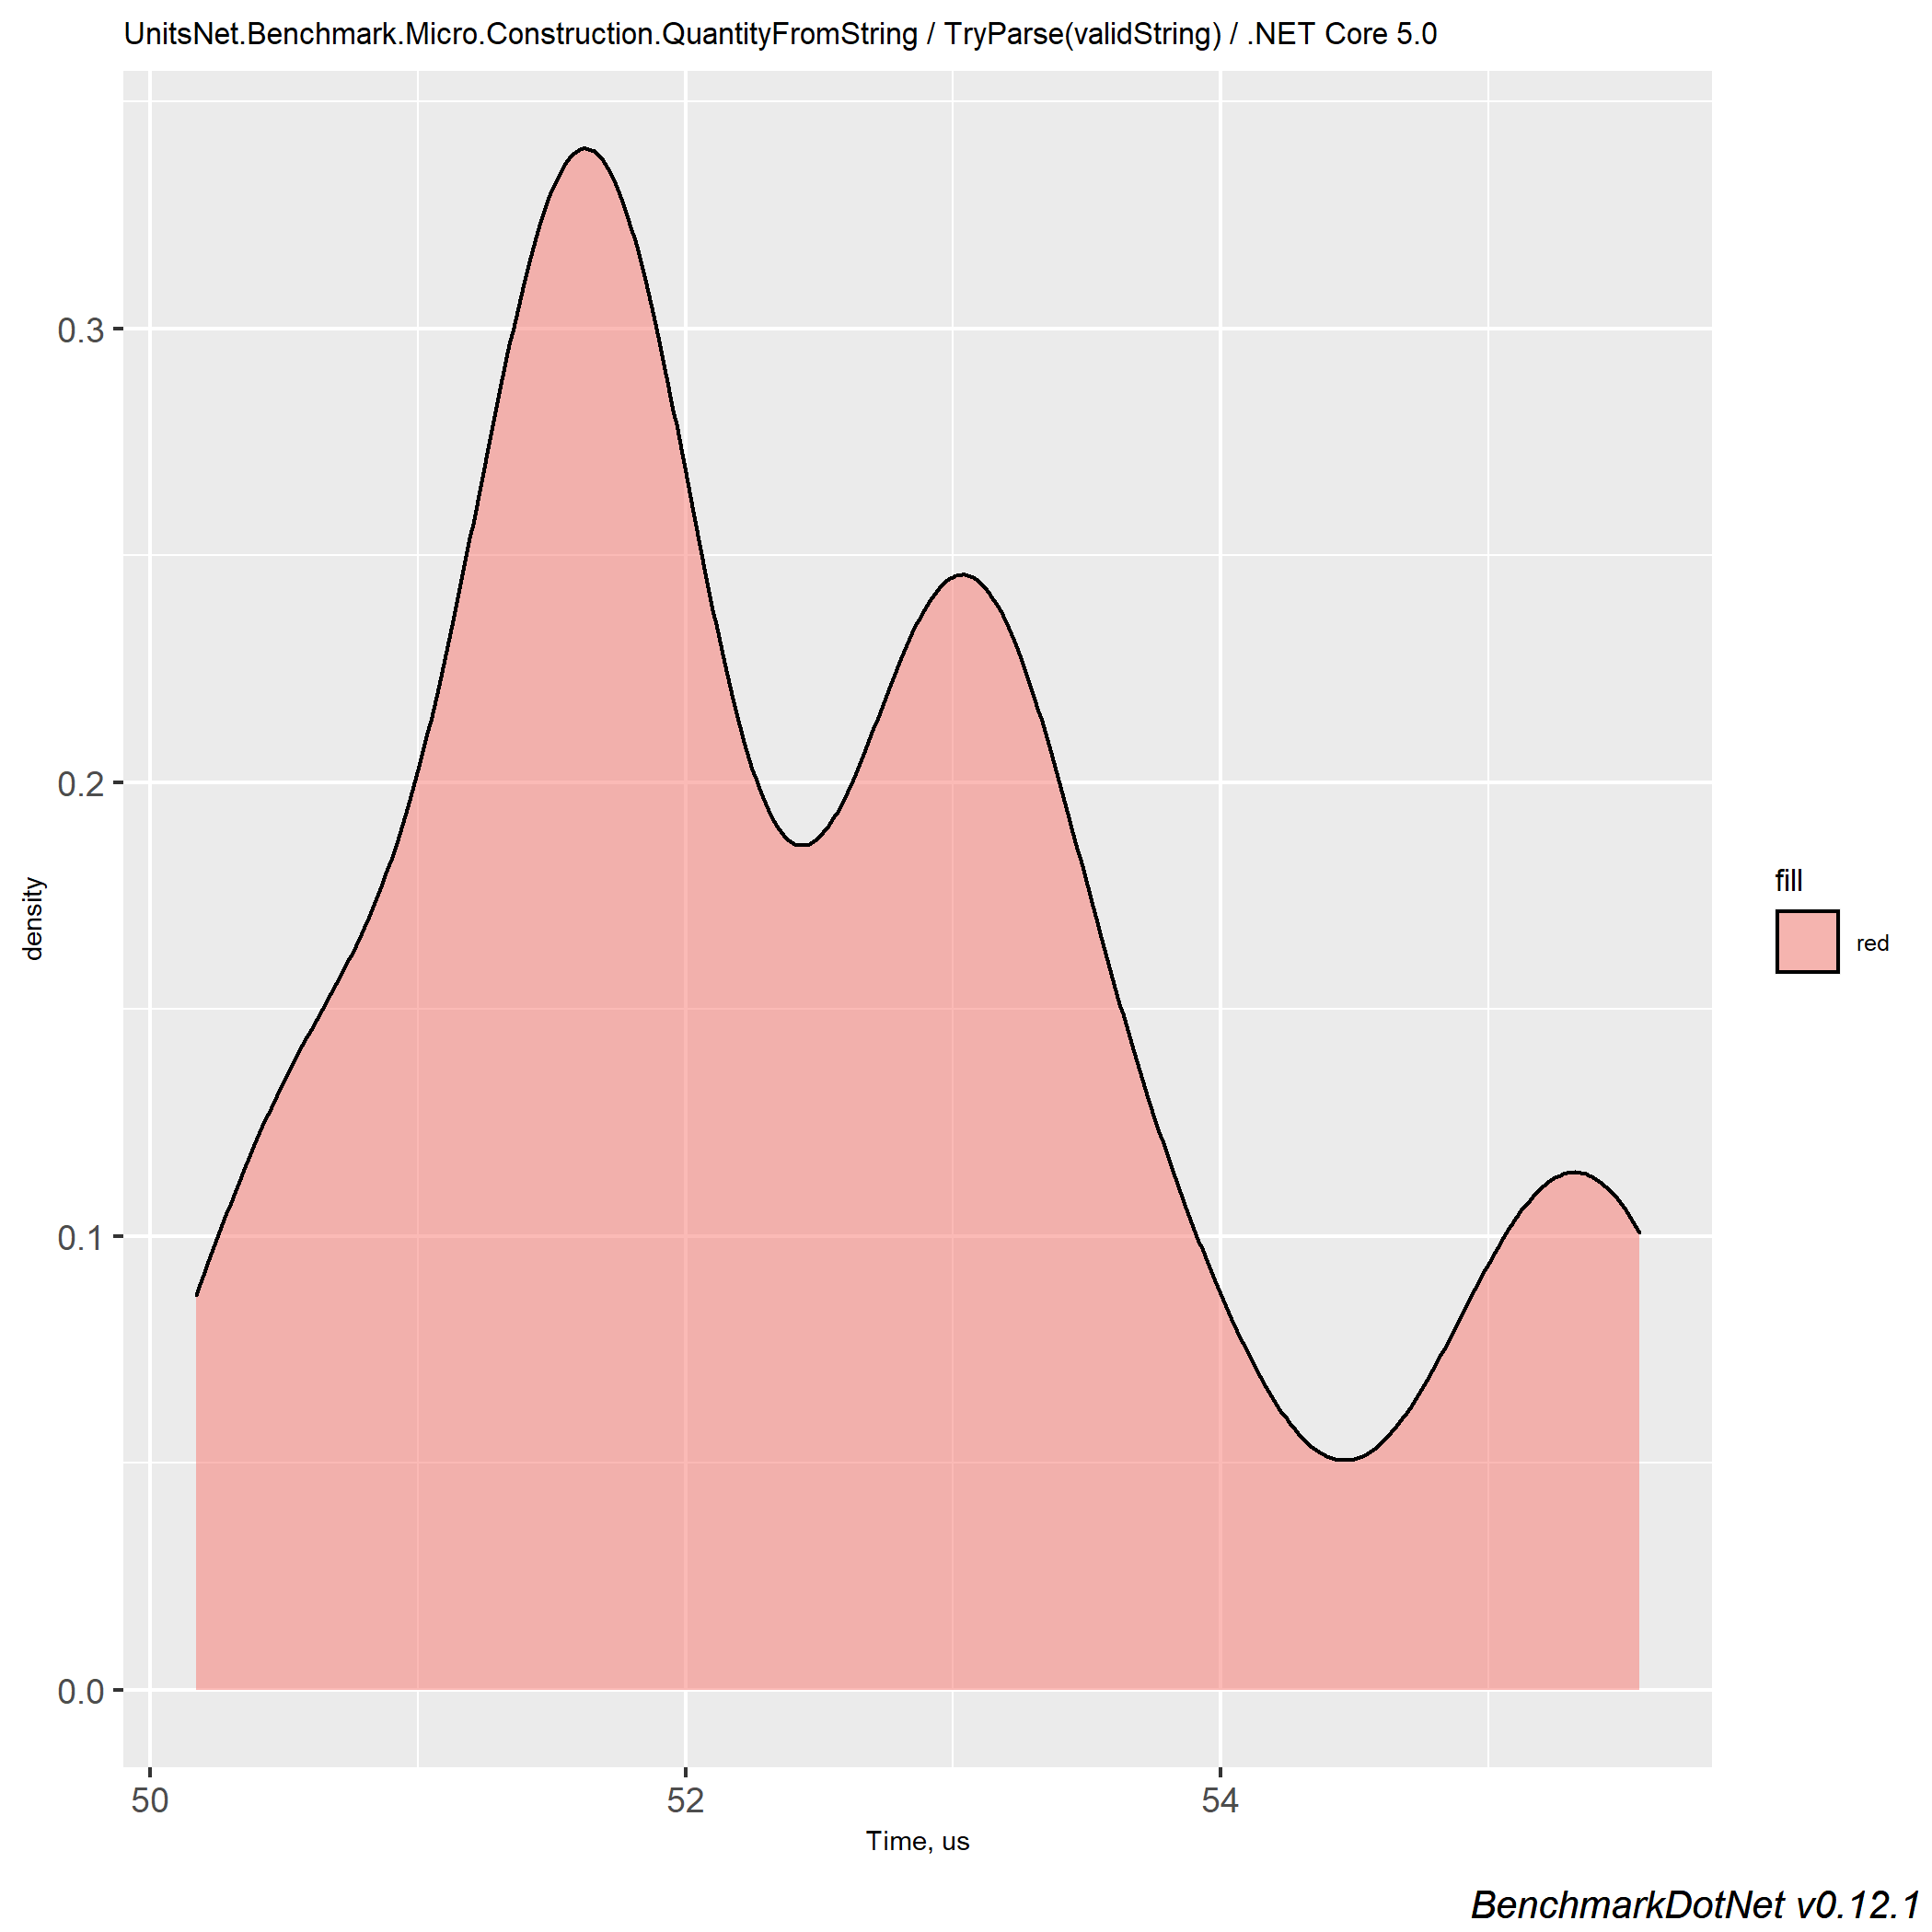 UnitsNet.Benchmark.Micro.Construction.QuantityFromString / TryParse(validString) / .NET Core 5.0
0.3
0.2
0.1
0.0
density
50
52
54
Time, us
fill
red
BenchmarkDotNet v0.12.1